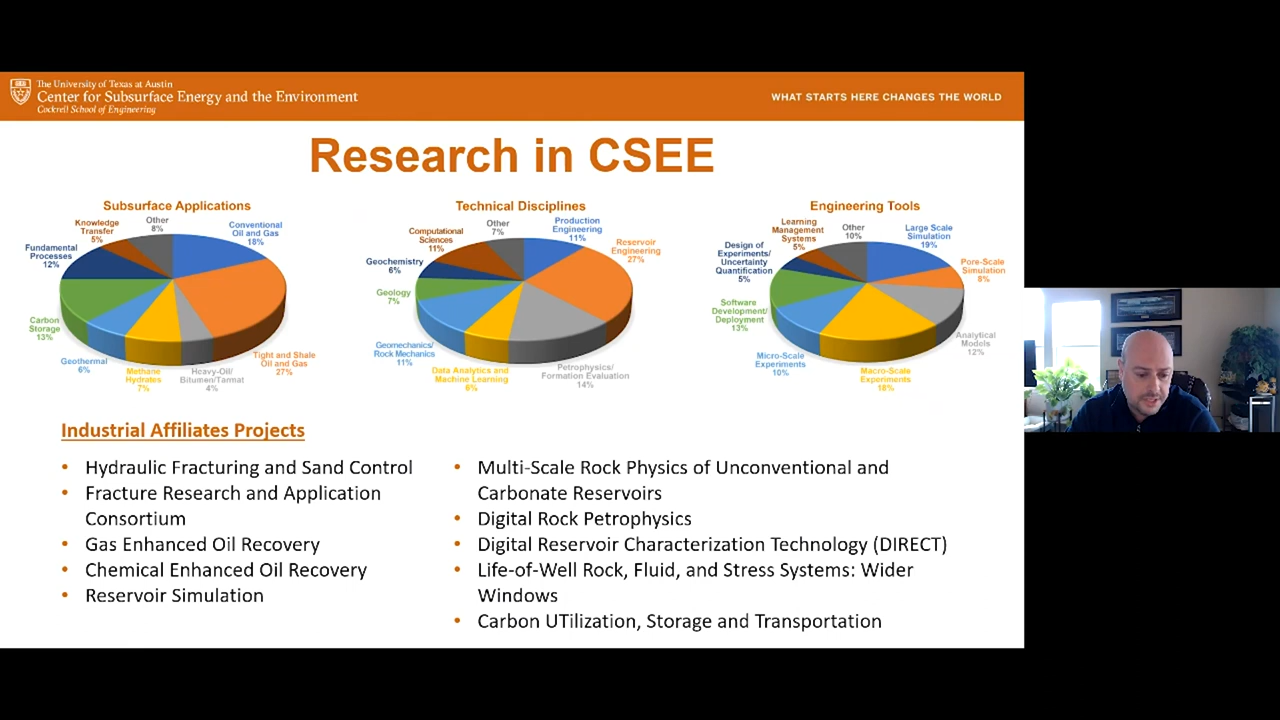 The University of Texas at Austin
Center for Subsurface Energy and the Environment
Cockrell School of Engineering
WHAT STARTS HERE CHANGES THE WORLD
Research in CSEE
Subsurface Applications
Knowledge
Transfer
5%
Other
8%
Conventional
Oil and Gas
18%
Fundamental
Processes
12%
Carbon
Storage
13%
Geothermal
6%
Methane
Hydrates
7%
Heavy-Oil/
Bitumen/Tarmat
4%
Tight and Shale
Oil and Gas
27%
Technical Disciplines
Computational
Sciences
11%
Other
7%
Production
Engineering
11%
Reservoir
Engineering
27%
Geochemistry
6%
Geology
7%
Geomechanics/
Rock Mechanics
11%
Data Analytics and
Machine Learning
6%
Petrophysics/
Formation Evaluation
14%
Engineering Tools
Learning
Management
Systems
5%
Other
10%
Large Scale
Simulation
19%
Design of
Experiments/
Uncertainty
Quantification
5%
Pore-Scale
Simulation
8%
Software
Development/
Deployment
13%
Analytical
Models
12%
Micro-Scale
Experiments
10%
Macro-Scale
Experiments
18%
Industrial Affiliates Projects
• Hydraulic Fracturing and Sand Control
• Fracture Research and Application
Consortium
• Gas Enhanced Oil Recovery
• Chemical Enhanced Oil Recovery
• Reservoir Simulation
• Multi-Scale Rock Physics of Unconventional and
Carbonate Reservoirs
• Digital Rock Petrophysics
• Digital Reservoir Characterization Technology (DIRECT)
• Life-of-Well Rock, Fluid, and Stress Systems: Wider
Windows
• Carbon UTilization, Storage and Transportation